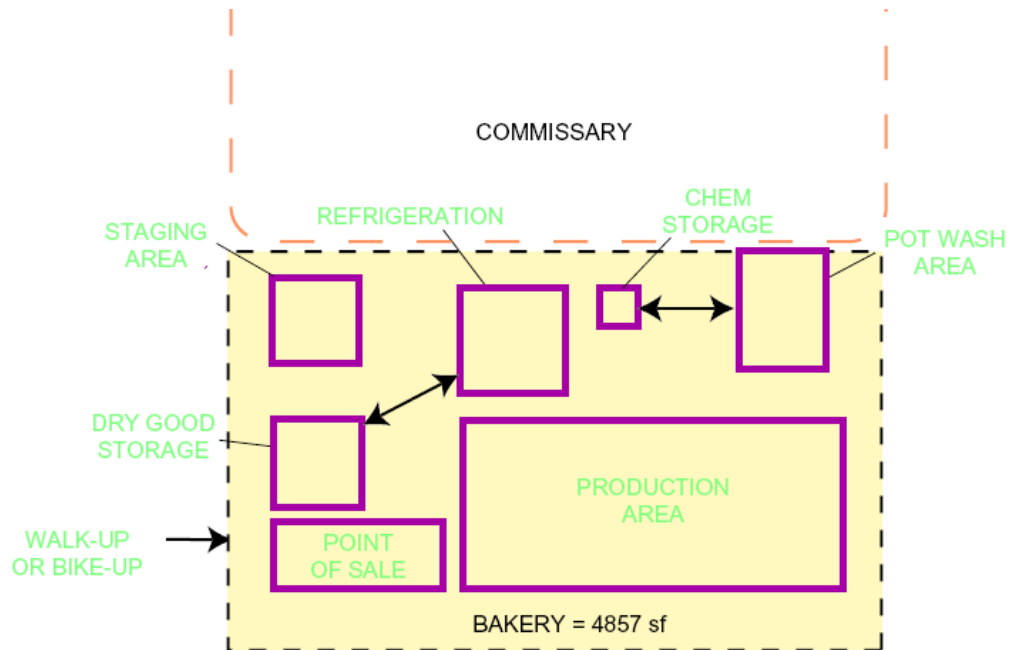 COMMISSARY
CHEM
STORAGE
REFRIGERATION
STAGING
AREA
POT WASH
AREA
DRY GOOD
STORAGE
PRODUCTION
AREA
WALK-UP
OR BIKE-UP
POINT
OF SALE
BAKERY = 4857 sf